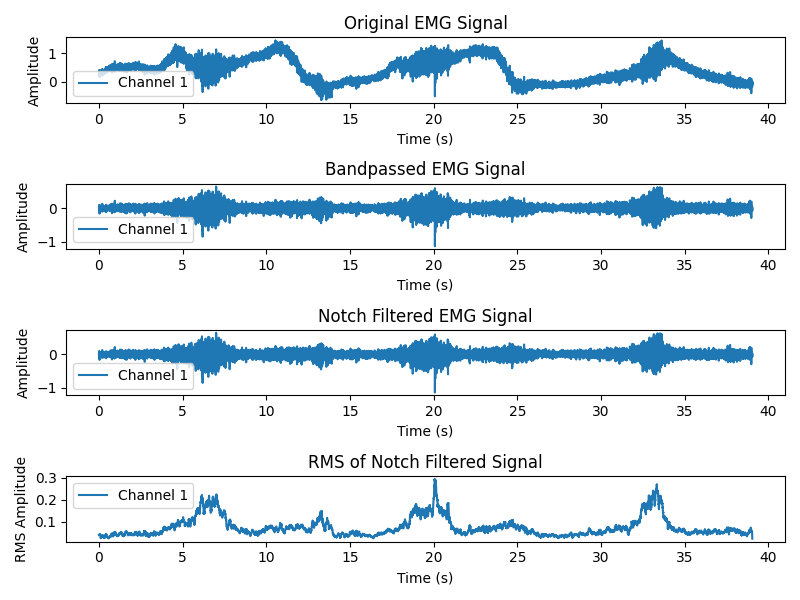 Original EMG Signal
Amplitude
1
0
Channel 1
0 5 10 15 20 25 30 35 40
Time (s)
Bandpassed EMG Signal
Amplitude
0
−1
Channel 1
0 5 10 15 20 25 30 35 40
Time (s)
Notch Filtered EMG Signal
Amplitude
0
−1
Channel 1
0 5 10 15 20 25 30 35 40
Time (s)
RMS of Notch Filtered Signal
RMS Amplitude
0.3
0.2
0.1
Channel 1
0 5 10 15 20 25 30 35 40
Time (s)